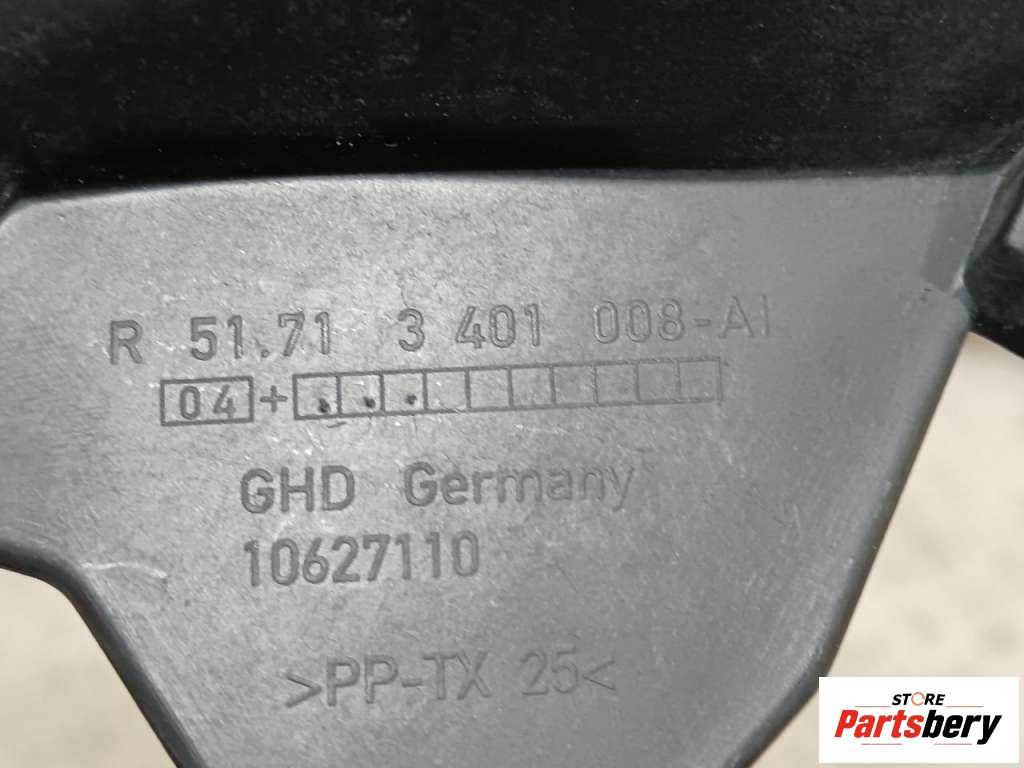 R 51.71 3 401 008-AI
04 +
GHD Germany
10627110
>PP-TX 25<
STORE
Partsbery